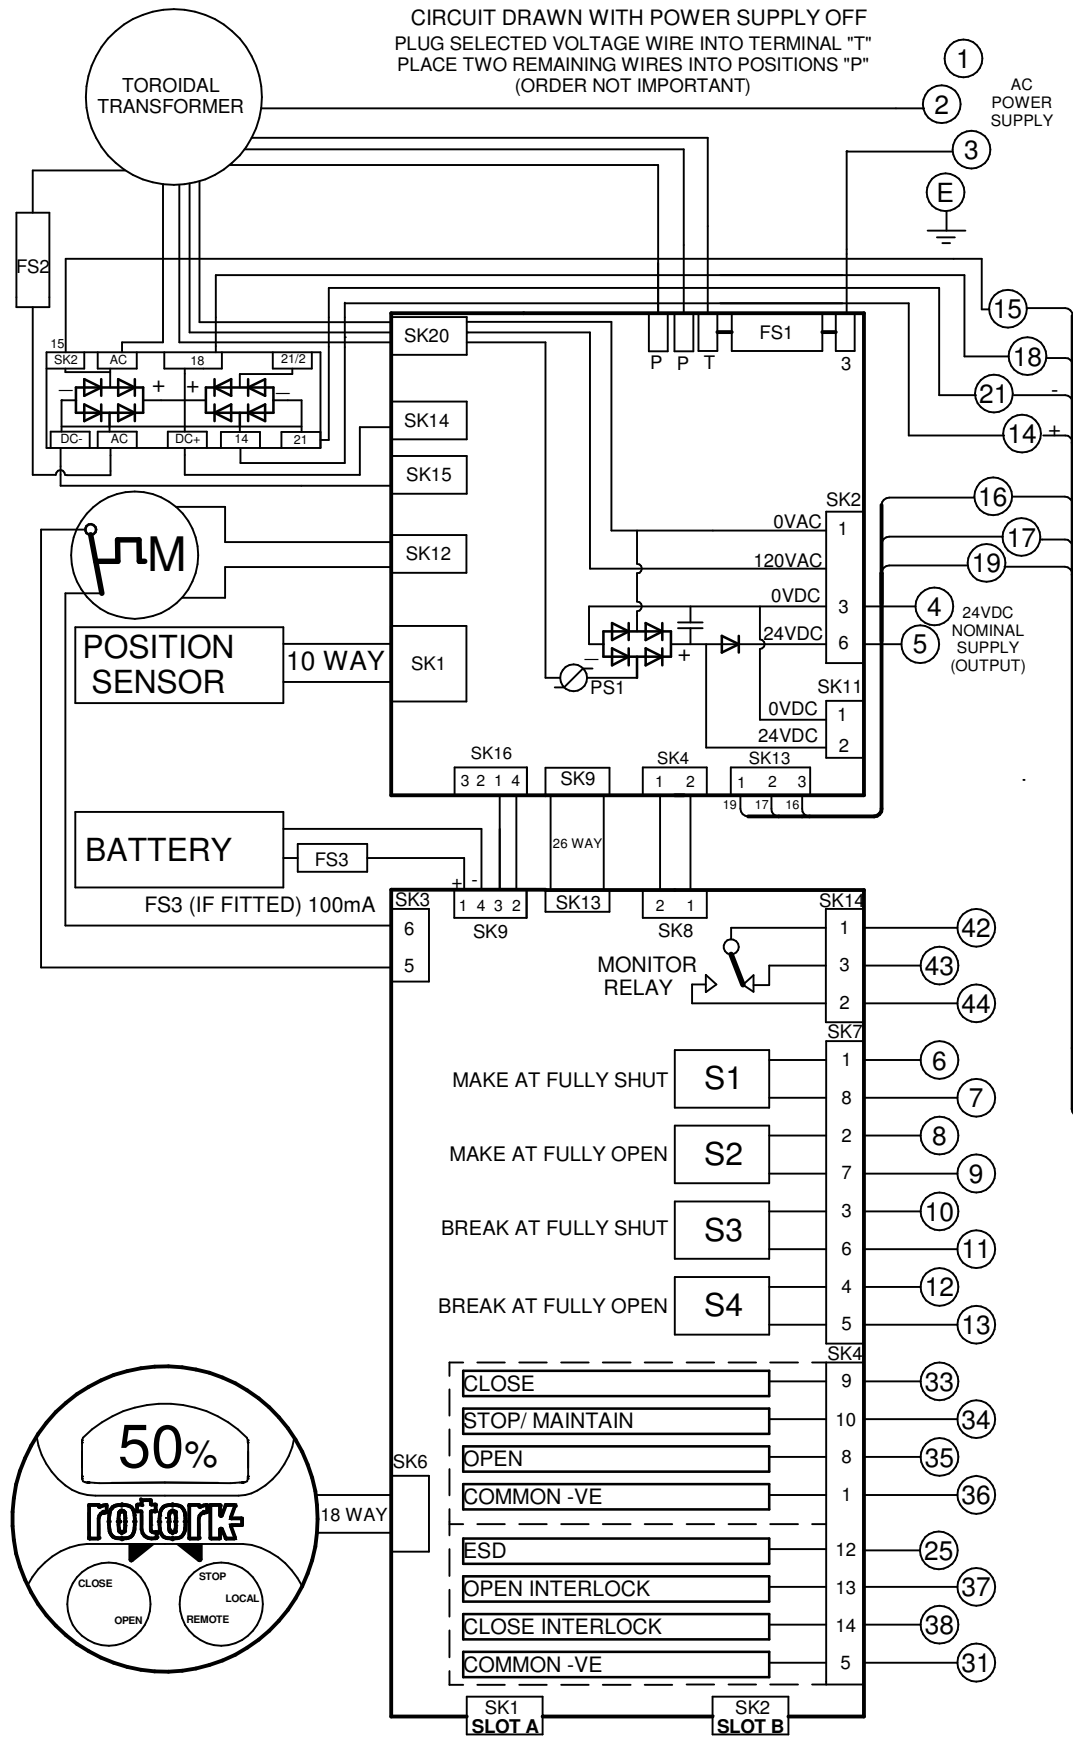 CIRCUIT DRAWN WITH POWER SUPPLY OFF
PLUG SELECTED VOLTAGE WIRE INTO TERMINAL "T"
PLACE TWO REMAINING WIRES INTO POSITIONS "P"
(ORDER NOT IMPORTANT)
TOROIDAL
TRANSFORMER
1
2
AC
POWER
SUPPLY
3
E
FS2
15
18
21 -
14 +
15
SK2 AC 18 21/2
— + + —
DC- AC DC+ 14 21
SK20
P P T FS1 3
SK14
SK15
SK12
SK1
M
POSITION
SENSOR
10 WAY
SK2
0VAC 1
120VAC
0VDC 3
24VDC 6
— +
PS1
SK11
0VDC 1
24VDC 2
16
17
19
4
5
24VDC
NOMINAL
SUPPLY
(OUTPUT)
SK16
3 2 1 4
SK9
SK4
1 2
SK13
1 2 3
19 17 16
26 WAY
BATTERY
FS3
FS3 (IF FITTED) 100mA
+ -
SK3
6
5
1 4 3 2
SK9
SK13
2 1
SK8
SK14
MONITOR
RELAY
1 42
3 43
2 44
SK7
MAKE AT FULLY SHUT S1
1 6
8 7
MAKE AT FULLY OPEN S2
2 8
7 9
BREAK AT FULLY SHUT S3
3 10
6 11
BREAK AT FULLY OPEN S4
4 12
5 13
SK4
CLOSE 9 33
STOP/ MAINTAIN 10 34
OPEN 8 35
COMMON -VE 1 36
ESD 12 25
OPEN INTERLOCK 13 37
CLOSE INTERLOCK 14 38
COMMON -VE 5 31
50%
rotork
CLOSE
OPEN
STOP
LOCAL
REMOTE
18 WAY
SK6
SK1
SLOT A
SK2
SLOT B